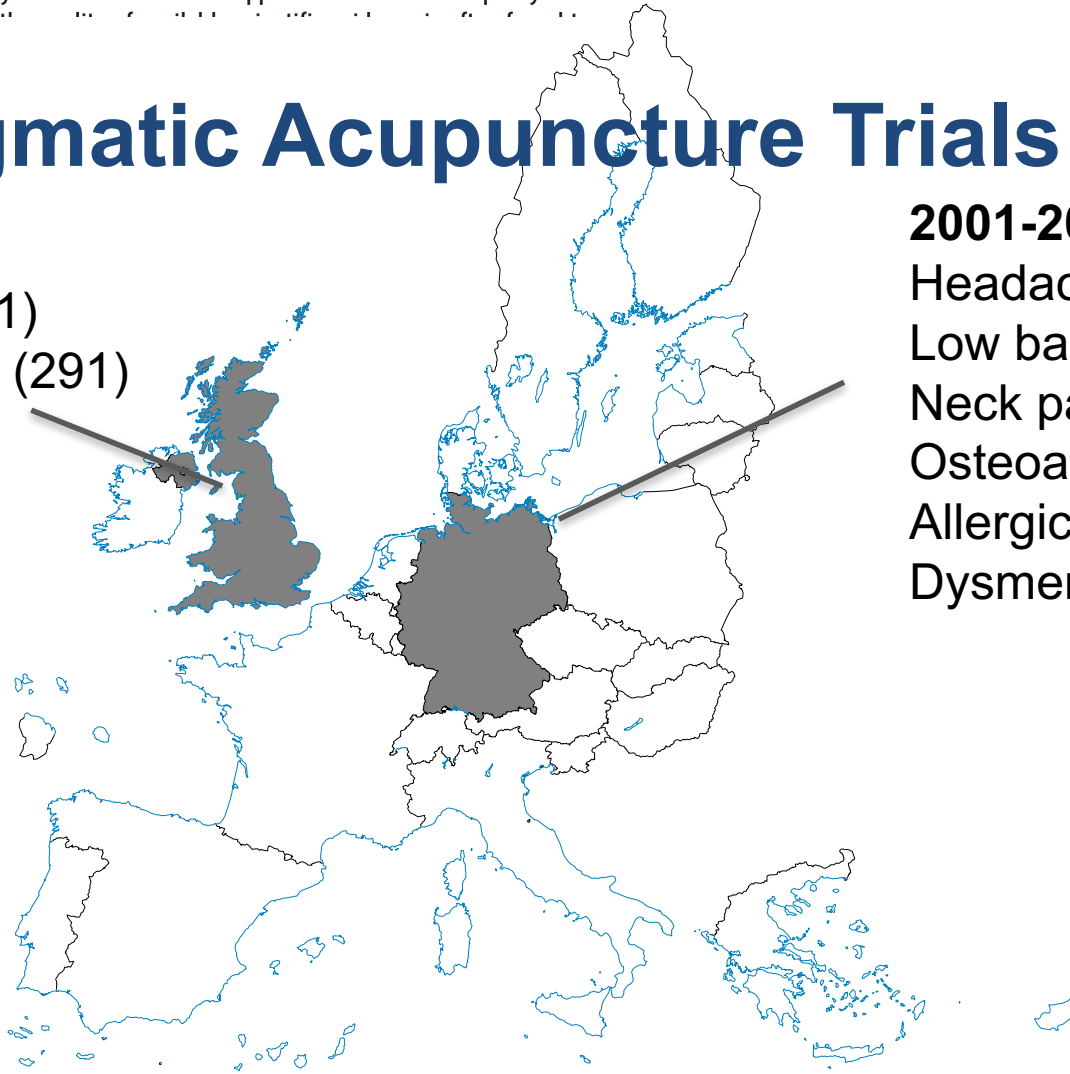 gmatic Acupuncture Trials
2001-20
Headac
1)
Low ba
(291)
Neck pa
Osteoa
Allergic
Dysmer